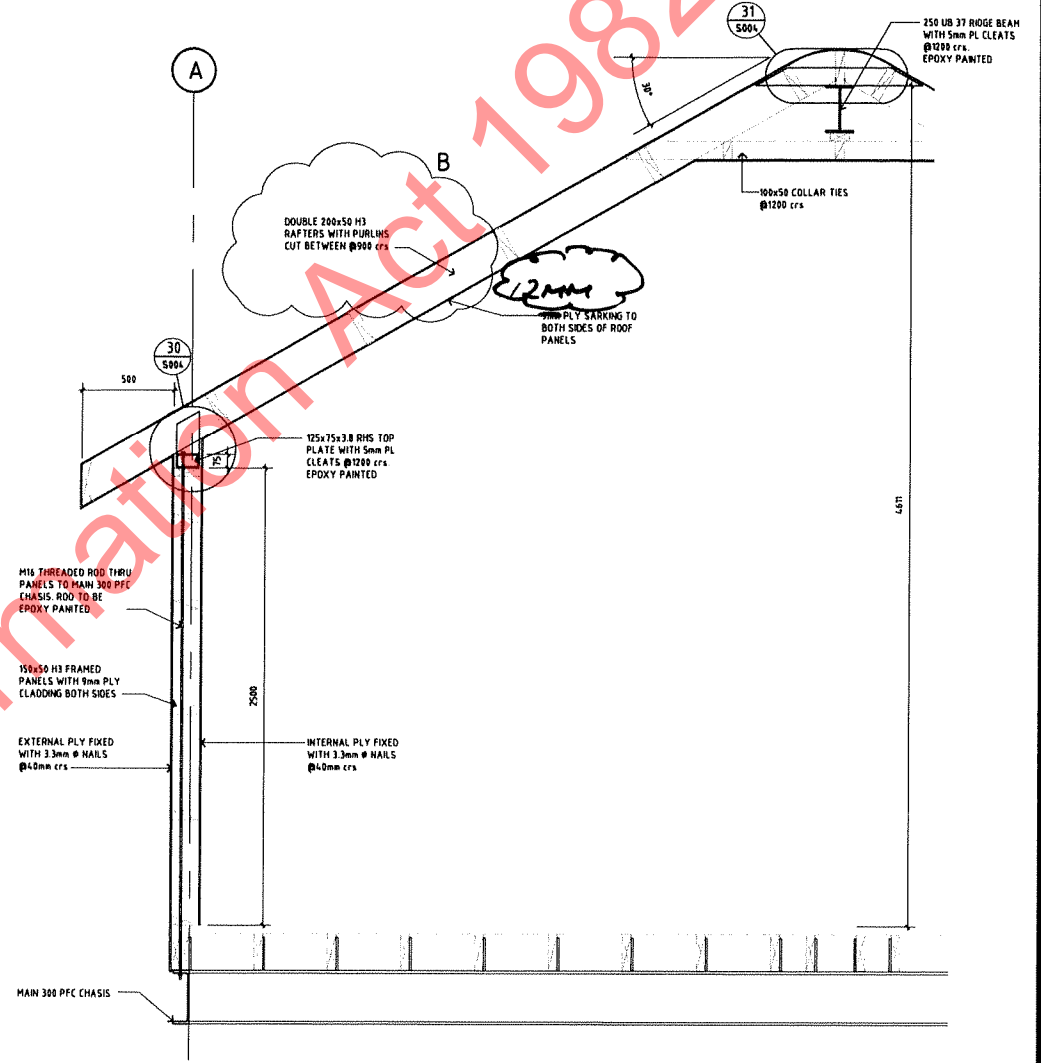 31
S004
250 UB 37 RIDGE BEAM
WITH 5mm PL CLEATS
@1200 crs.
EPOXY PAINTED
A
30°
B
DOUBLE 200x50 H3
RAFTERS WITH PURLINS
CUT BETWEEN @900 crs
100x50 COLLAR TIES
@1200 crs
12MM
9mm PLY SARKING TO
BOTH SIDES OF ROOF
PANELS
30
S004
500
125x75x3.8 RHS TOP
PLATE WITH 5mm PL
CLEATS @1200 crs.
EPOXY PAINTED
75
4611
M16 THREADED ROD THRU
PANELS TO MAIN 300 PFC
CHASIS. ROD TO BE
EPOXY PANITED
150x50 H3 FRAMED
PANELS WITH 9mm PLY
CLADDING BOTH SIDES
2500
EXTERNAL PLY FIXED
WITH 3.3mm ø NAILS
@40mm crs
INTERNAL PLY FIXED
WITH 3.3mm ø NAILS
@40mm crs
MAIN 300 PFC CHASIS
mation Act 1982